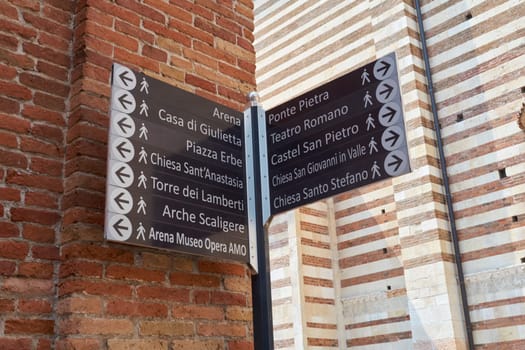 Arena
Casa di Giulietta
Piazza Erbe
Chiesa Sant'Anastasia
Torre dei Lamberti
Arche Scaligere
Arena Museo Opera AMO
Ponte Pietra
Teatro Romano
Castel San Pietro
Chiesa San Giovanni in Valle
Chiesa Santo Stefano